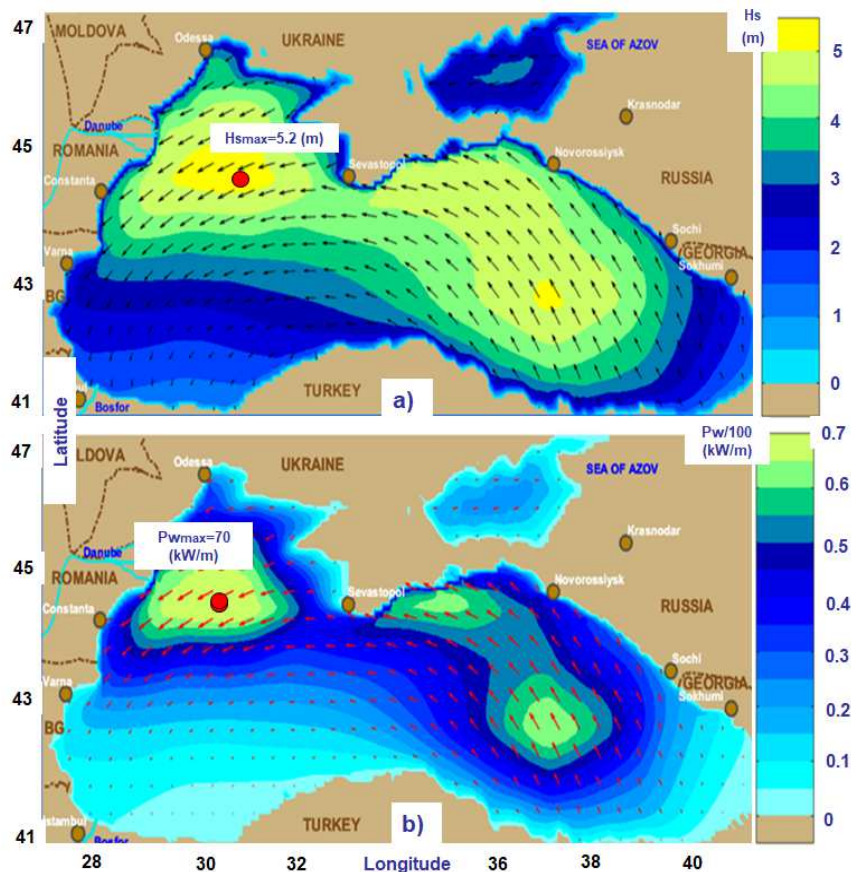 47
45
43
41
MOLDOVA
Odessa
UKRAINE
SEA OF AZOV
Hs
(m)
5
4
3
2
1
0
Krasnodar
Danube
ROMANIA
Hsmax=5.2 (m)
Sevastopol
Novorossiysk
RUSSIA
Constanta
Sochi
GEORGIA
Sokhumi
Varna
BG
TURKEY
a)
Bosfor
Latitude
47
45
43
41
LDOVA
Odessa
UKRAINE
SEA OF AZOV
Pw/100
(kW/m)
0.7
0.6
0.5
0.4
0.3
0.2
0.1
0
Krasnodar
Pwmax=70
(kW/m)
Danube
ROMANIA
Sevastopol
Novorossiysk
RUSSIA
Constanta
Sochi
GEORGIA
Sokhumi
Varna
BG
TURKEY
b)
Istambul
Bosfor
28 30 32 Longitude 36 38 40